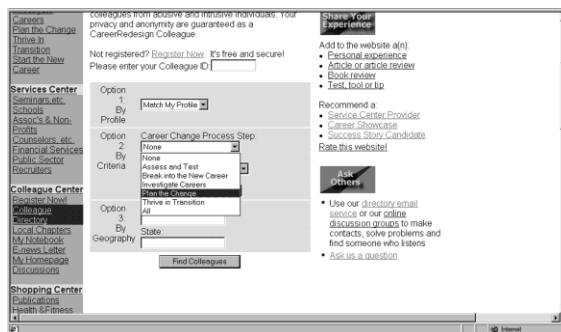 Careers
Plan the Change
Thrive In
Transition
Start the New
Career
Services Center
Seminars,etc.
Schools
Assoc's & Non-
Profits
Counselors, etc.
Financial Services
Public Sector
Recruiters
Colleague Center
Register Now!
Colleague
Directory
Local Chapters
My Notebook
E-news Letter
My Homepage
Discussions
Shopping Center
Publications
Health &Fitness
colleagues from abusive and intrusive individuals. Your
privacy and anonymity are guaranteed as a
CareerRedesign Colleague.
Not registered? Register Now. It's free and secure!
Please enter your Colleague ID:
Option
1:
By
Profile
Match My Profile
Option
2:
By
Criteria
Career Change Process Step:
None
None
Assess and Test
Break into the New Career
Investigate Careers
Plan the Change
Thrive in Transition
All
Option
3:
By
Geography
State:
Find Colleagues
Share Your
Experience
Add to the website a(n):
Personal experience
Article or article review
Book review
Test, tool or tip
Recommend a:
Service Center Provider
Career Showcase
Success Story Candidate
Rate this website!
Ask
Others
Use our directory email
service or our online
discussion groups to make
contacts, solve problems and
find someone who listens
Ask us a question
Internet